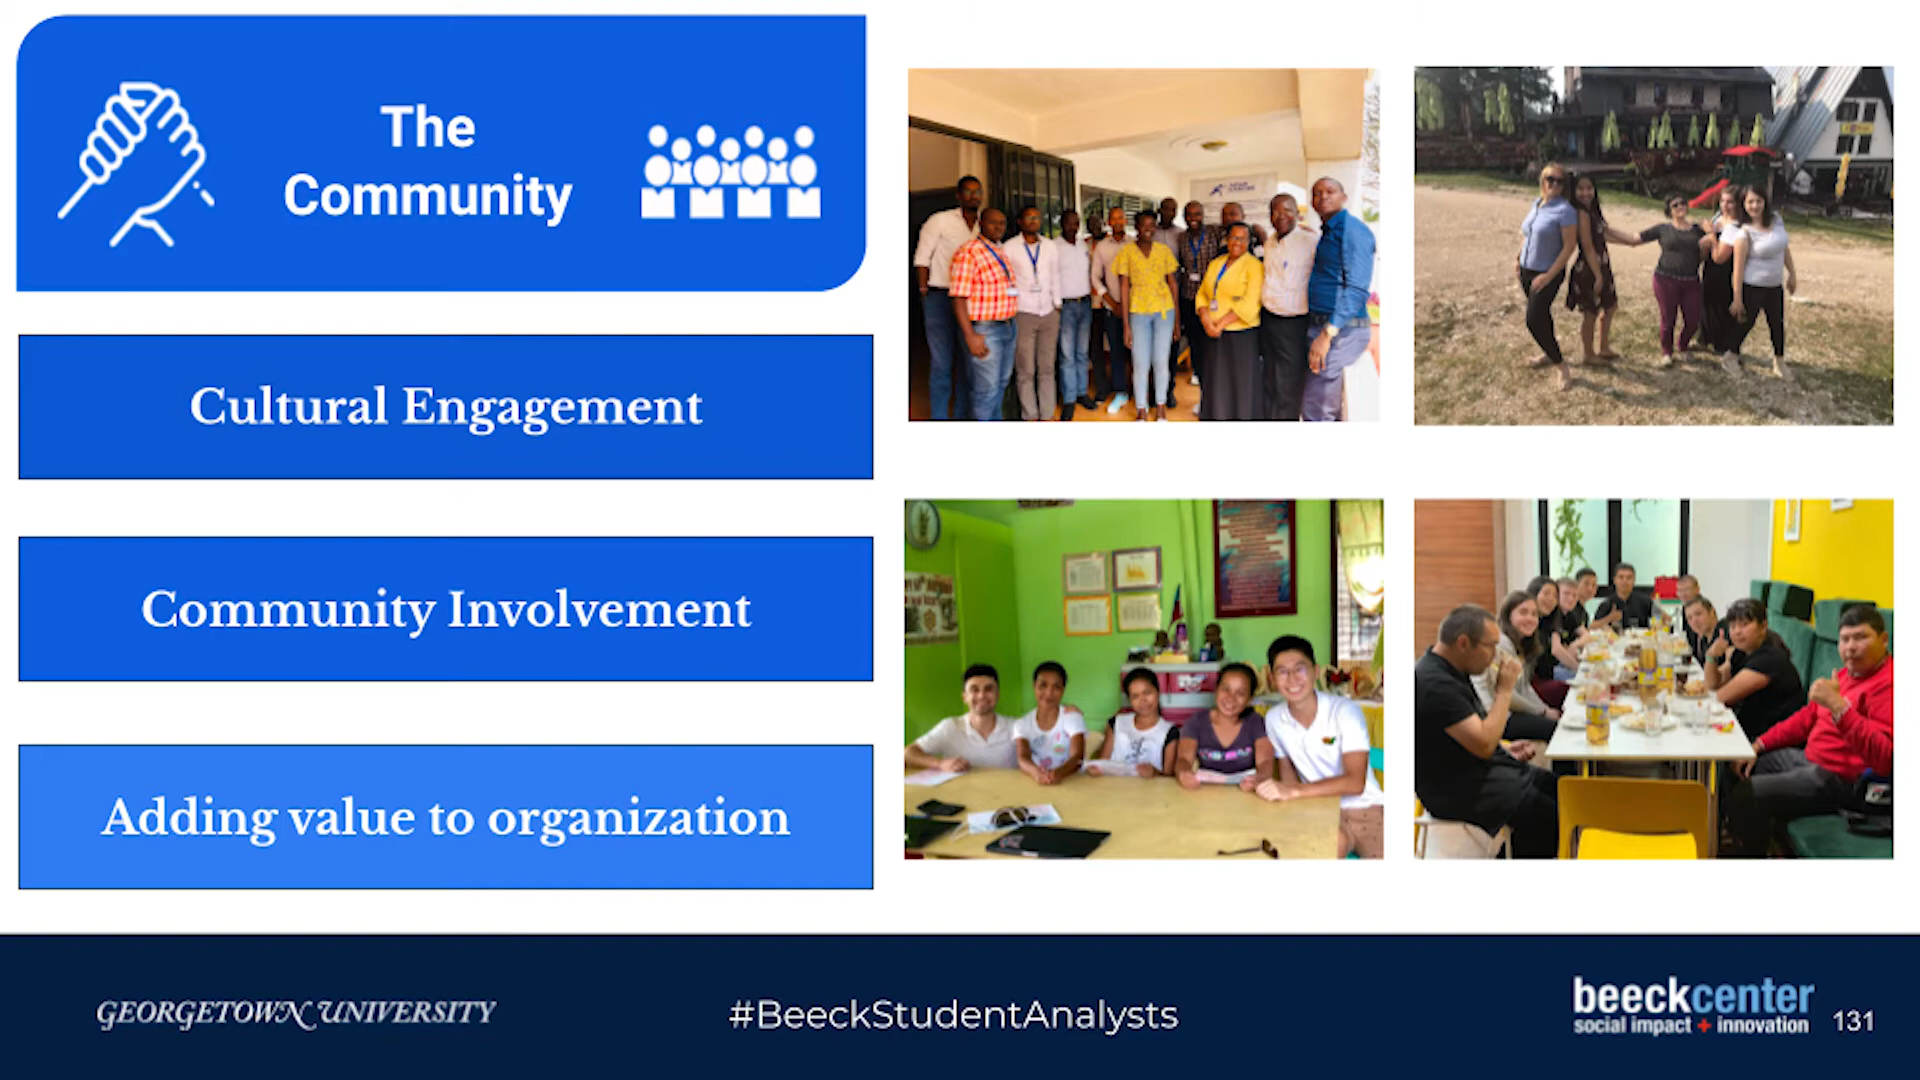 The
Community
Cultural Engagement
Community Involvement
Adding value to organization
GEORGETOWN UNIVERSITY
#BeeckStudentAnalysts
beeckcenter
social impact + innovation
131